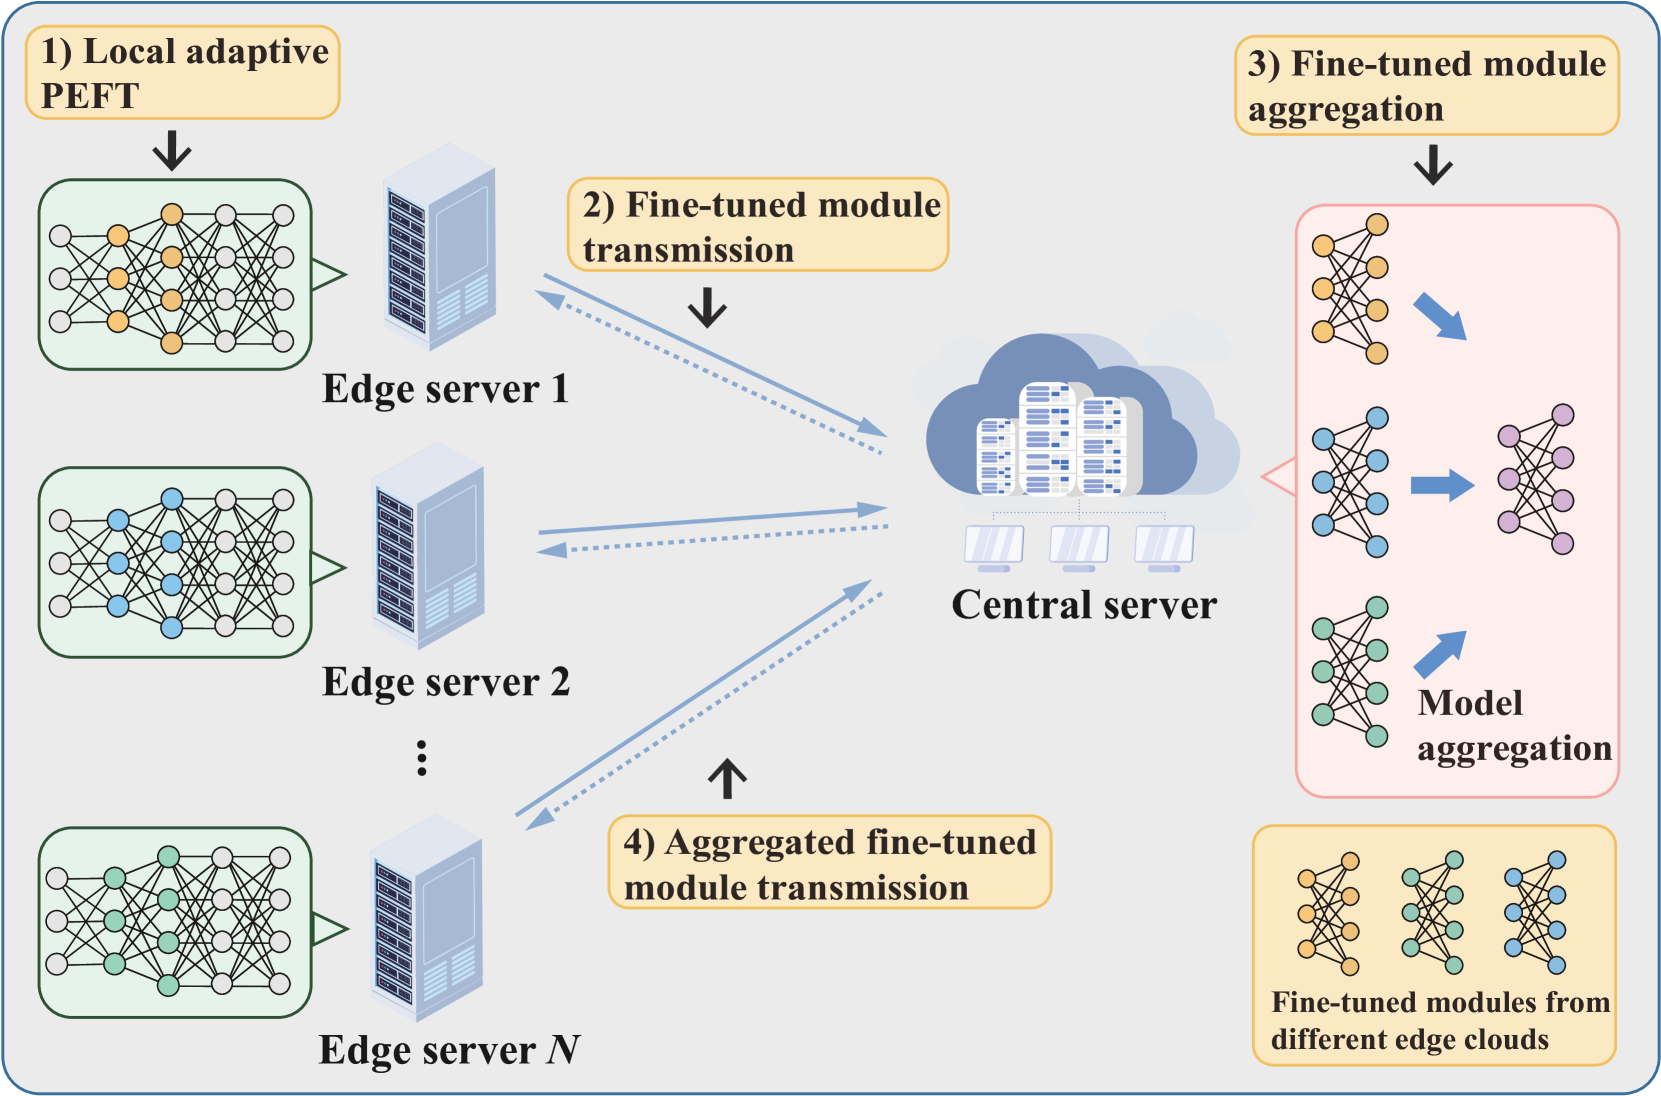 1) Local adaptive
PEFT
3) Fine-tuned module
aggregation
2) Fine-tuned module
transmission
Edge server 1
Edge server 2
Central server
Model
aggregation
4) Aggregated fine-tuned
module transmission
Edge server N
Fine-tuned modules from
different edge clouds